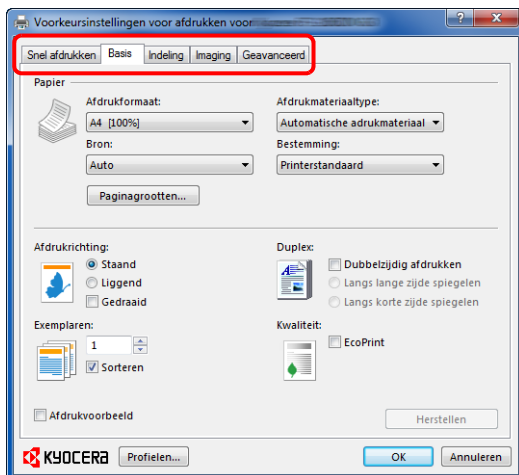 Voorkeursinstellingen voor afdrukken voor
Snel afdrukken Basis Indeling Imaging Geavanceerd
Papier
Afdrukformaat: Afdrukmateriaaltype:
A4 [100%] Automatische adrukmateriaal
Bron: Bestemming:
Auto Printerstandaard
Paginagrootten...
Afdrukrichting: Duplex:
Staand Dubbelzijdig afdrukken
Liggend Langs lange zijde spiegelen
Gedraaid Langs korte zijde spiegelen
Exemplaren: Kwaliteit:
1 EcoPrint
Sorteren
Afdrukvoorbeeld
Herstellen
KYOCERA Profielen... OK Annuleren